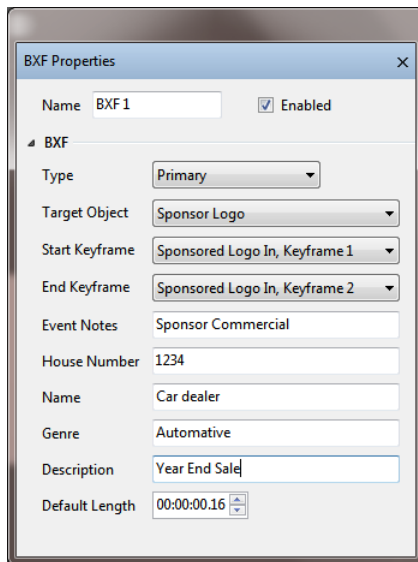 BXF Properties
Name BXF 1 Enabled
BXF
Type Primary
Target Object Sponsor Logo
Start Keyframe Sponsored Logo In, Keyframe 1
End Keyframe Sponsored Logo In, Keyframe 2
Event Notes Sponsor Commercial
House Number 1234
Name Car dealer
Genre Automative
Description Year End Sale
Default Length 00:00:00.16